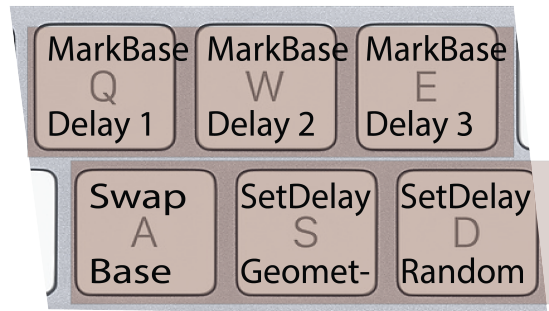 MarkBase MarkBase MarkBase
Q W E
Delay 1 Delay 2 Delay 3
Swap SetDelay SetDelay
A S D
Base Geomet- Random